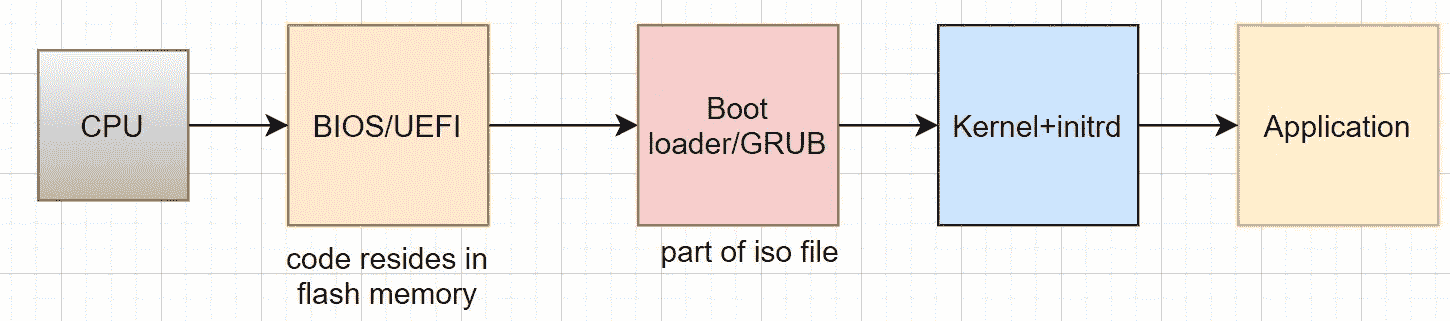 CPU
BIOS/UEFI
Boot
loader/GRUB
Kernel+initrd
Application
code resides in
flash memory
part of iso file